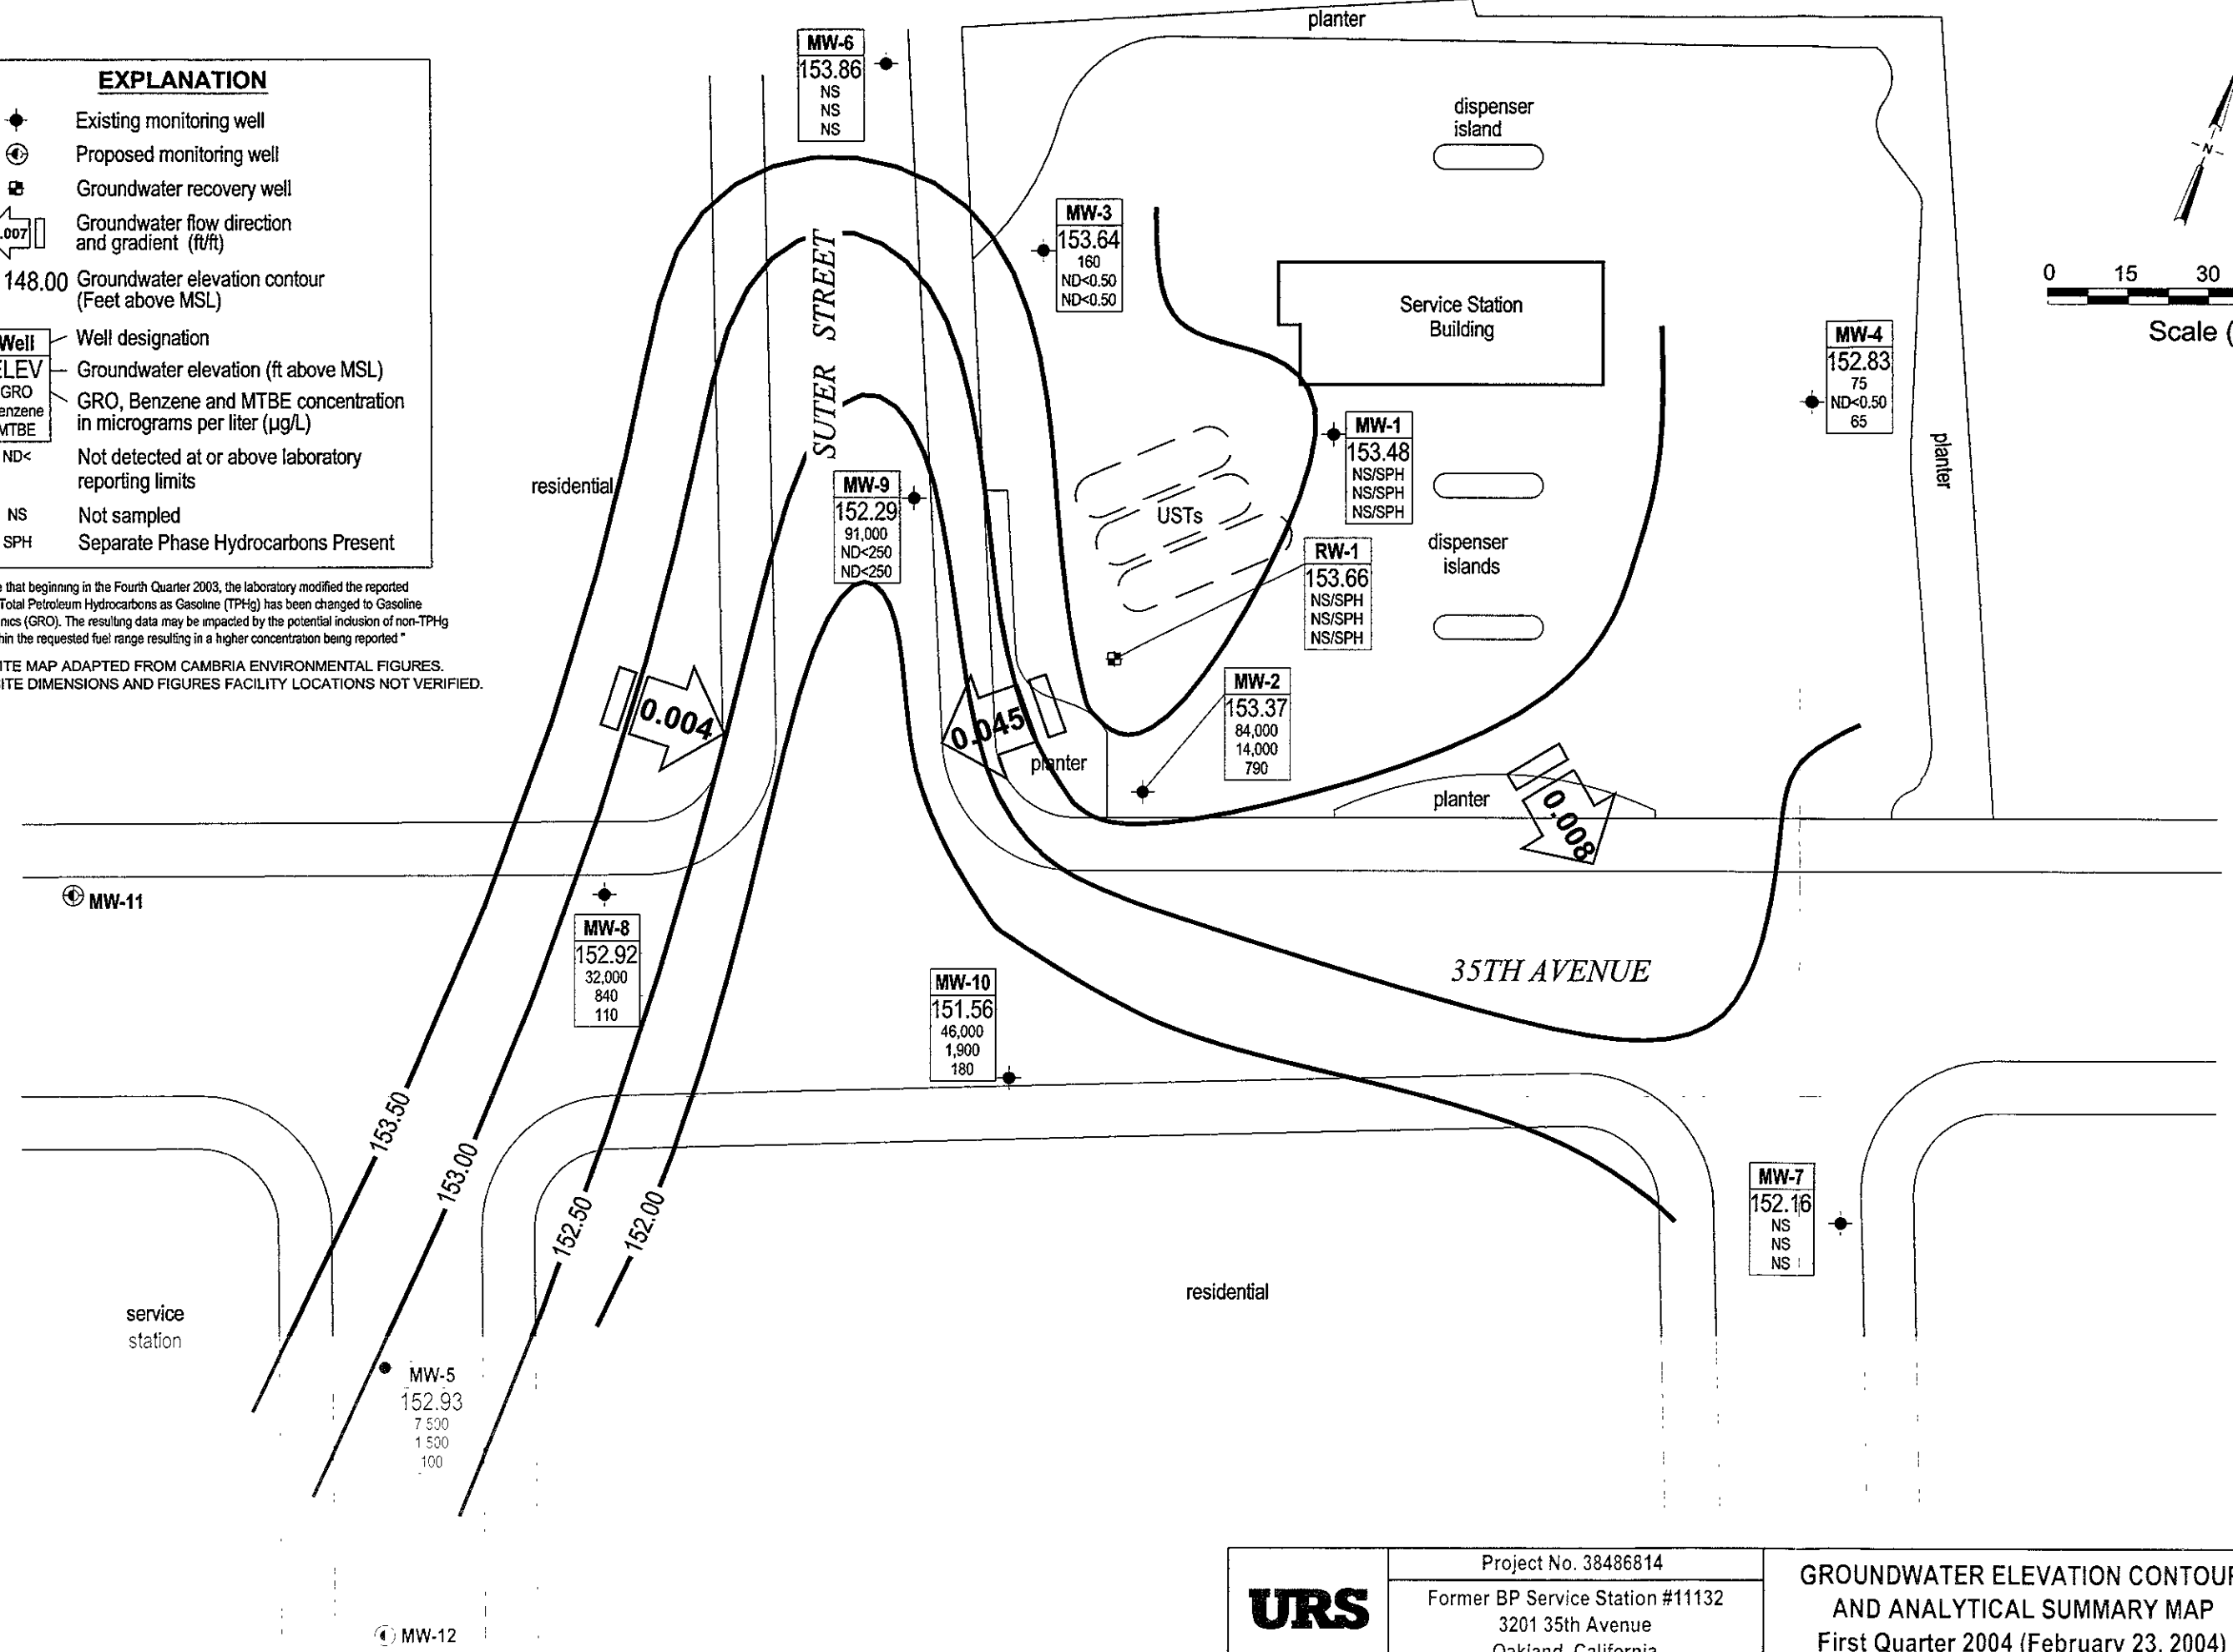 EXPLANATION
Existing monitoring well
Proposed monitoring well
Groundwater recovery well
.007
Groundwater flow direction
and gradient (ft/ft)
148.00 Groundwater elevation contour
(Feet above MSL)
Well
ELEV
GRO
enzene
MTBE
Well designation
Groundwater elevation (ft above MSL)
GRO, Benzene and MTBE concentration
in micrograms per liter (µg/L)
ND< Not detected at or above laboratory
reporting limits
NS Not sampled
SPH Separate Phase Hydrocarbons Present
that beginning in the Fourth Quarter 2003, the laboratory modified the reported
Total Petroleum Hydrocarbons as Gasoline (TPHg) has been changed to Gasoline
nics (GRO). The resulting data may be impacted by the potential inclusion of non-TPHg
hin the requested fuel range resulting in a higher concentration being reported "
ITE MAP ADAPTED FROM CAMBRIA ENVIRONMENTAL FIGURES.
ITE DIMENSIONS AND FIGURES FACILITY LOCATIONS NOT VERIFIED.
MW-6
153.86
NS
NS
NS
planter
dispenser
island
N
0 15 30
Scale (
MW-3
153.64
160
ND<0.50
ND<0.50
SUTER STREET
Service Station
Building
MW-4
152.83
75
ND<0.50
65
planter
residential
MW-1
153.48
NS/SPH
NS/SPH
NS/SPH
MW-9
152.29
91,000
ND<250
ND<250
USTs
dispenser
islands
RW-1
153.66
NS/SPH
NS/SPH
NS/SPH
MW-2
153.37
84,000
14,000
790
0.004
0.045
planter
planter
0.008
MW-11
MW-8
152.92
32,000
840
110
MW-10
151.56
46,000
1,900
180
35TH AVENUE
153.50
153.00
152.50
152.00
MW-7
152.16
NS
NS
NS
residential
service
station
MW-5
152.93
7 500
1 500
100
MW-12
URS
Project No. 38486814
Former BP Service Station #11132
3201 35th Avenue
Oakland, California
GROUNDWATER ELEVATION CONTOUR
AND ANALYTICAL SUMMARY MAP
First Quarter 2004 (February 23, 2004)